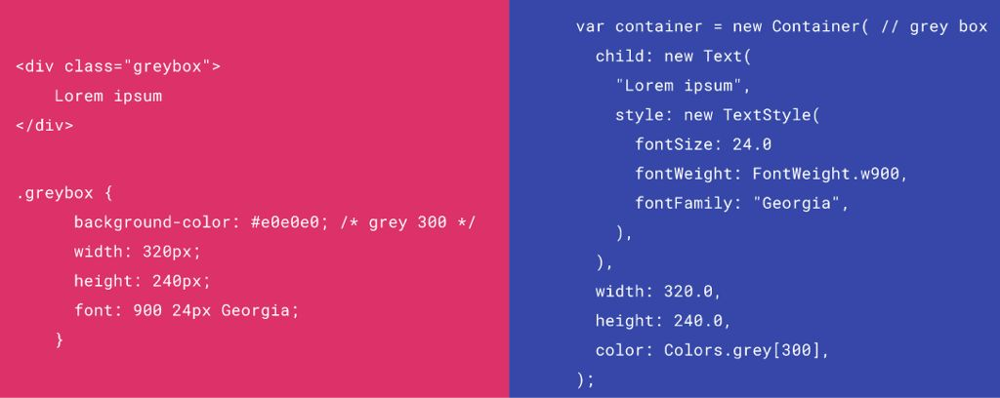 <div class="greybox">
    Lorem ipsum
</div>
.greybox {
      background-color: #e0e0e0; /* grey 300 */
      width: 320px;
      height: 240px;
      font: 900 24px Georgia;
    }
var container = new Container( // grey box
  child: new Text(
    "Lorem ipsum",
    style: new TextStyle(
      fontSize: 24.0
      fontWeight: FontWeight.w900,
      fontFamily: "Georgia",
    ),
  ),
  width: 320.0,
  height: 240.0,
  color: Colors.grey[300],
);